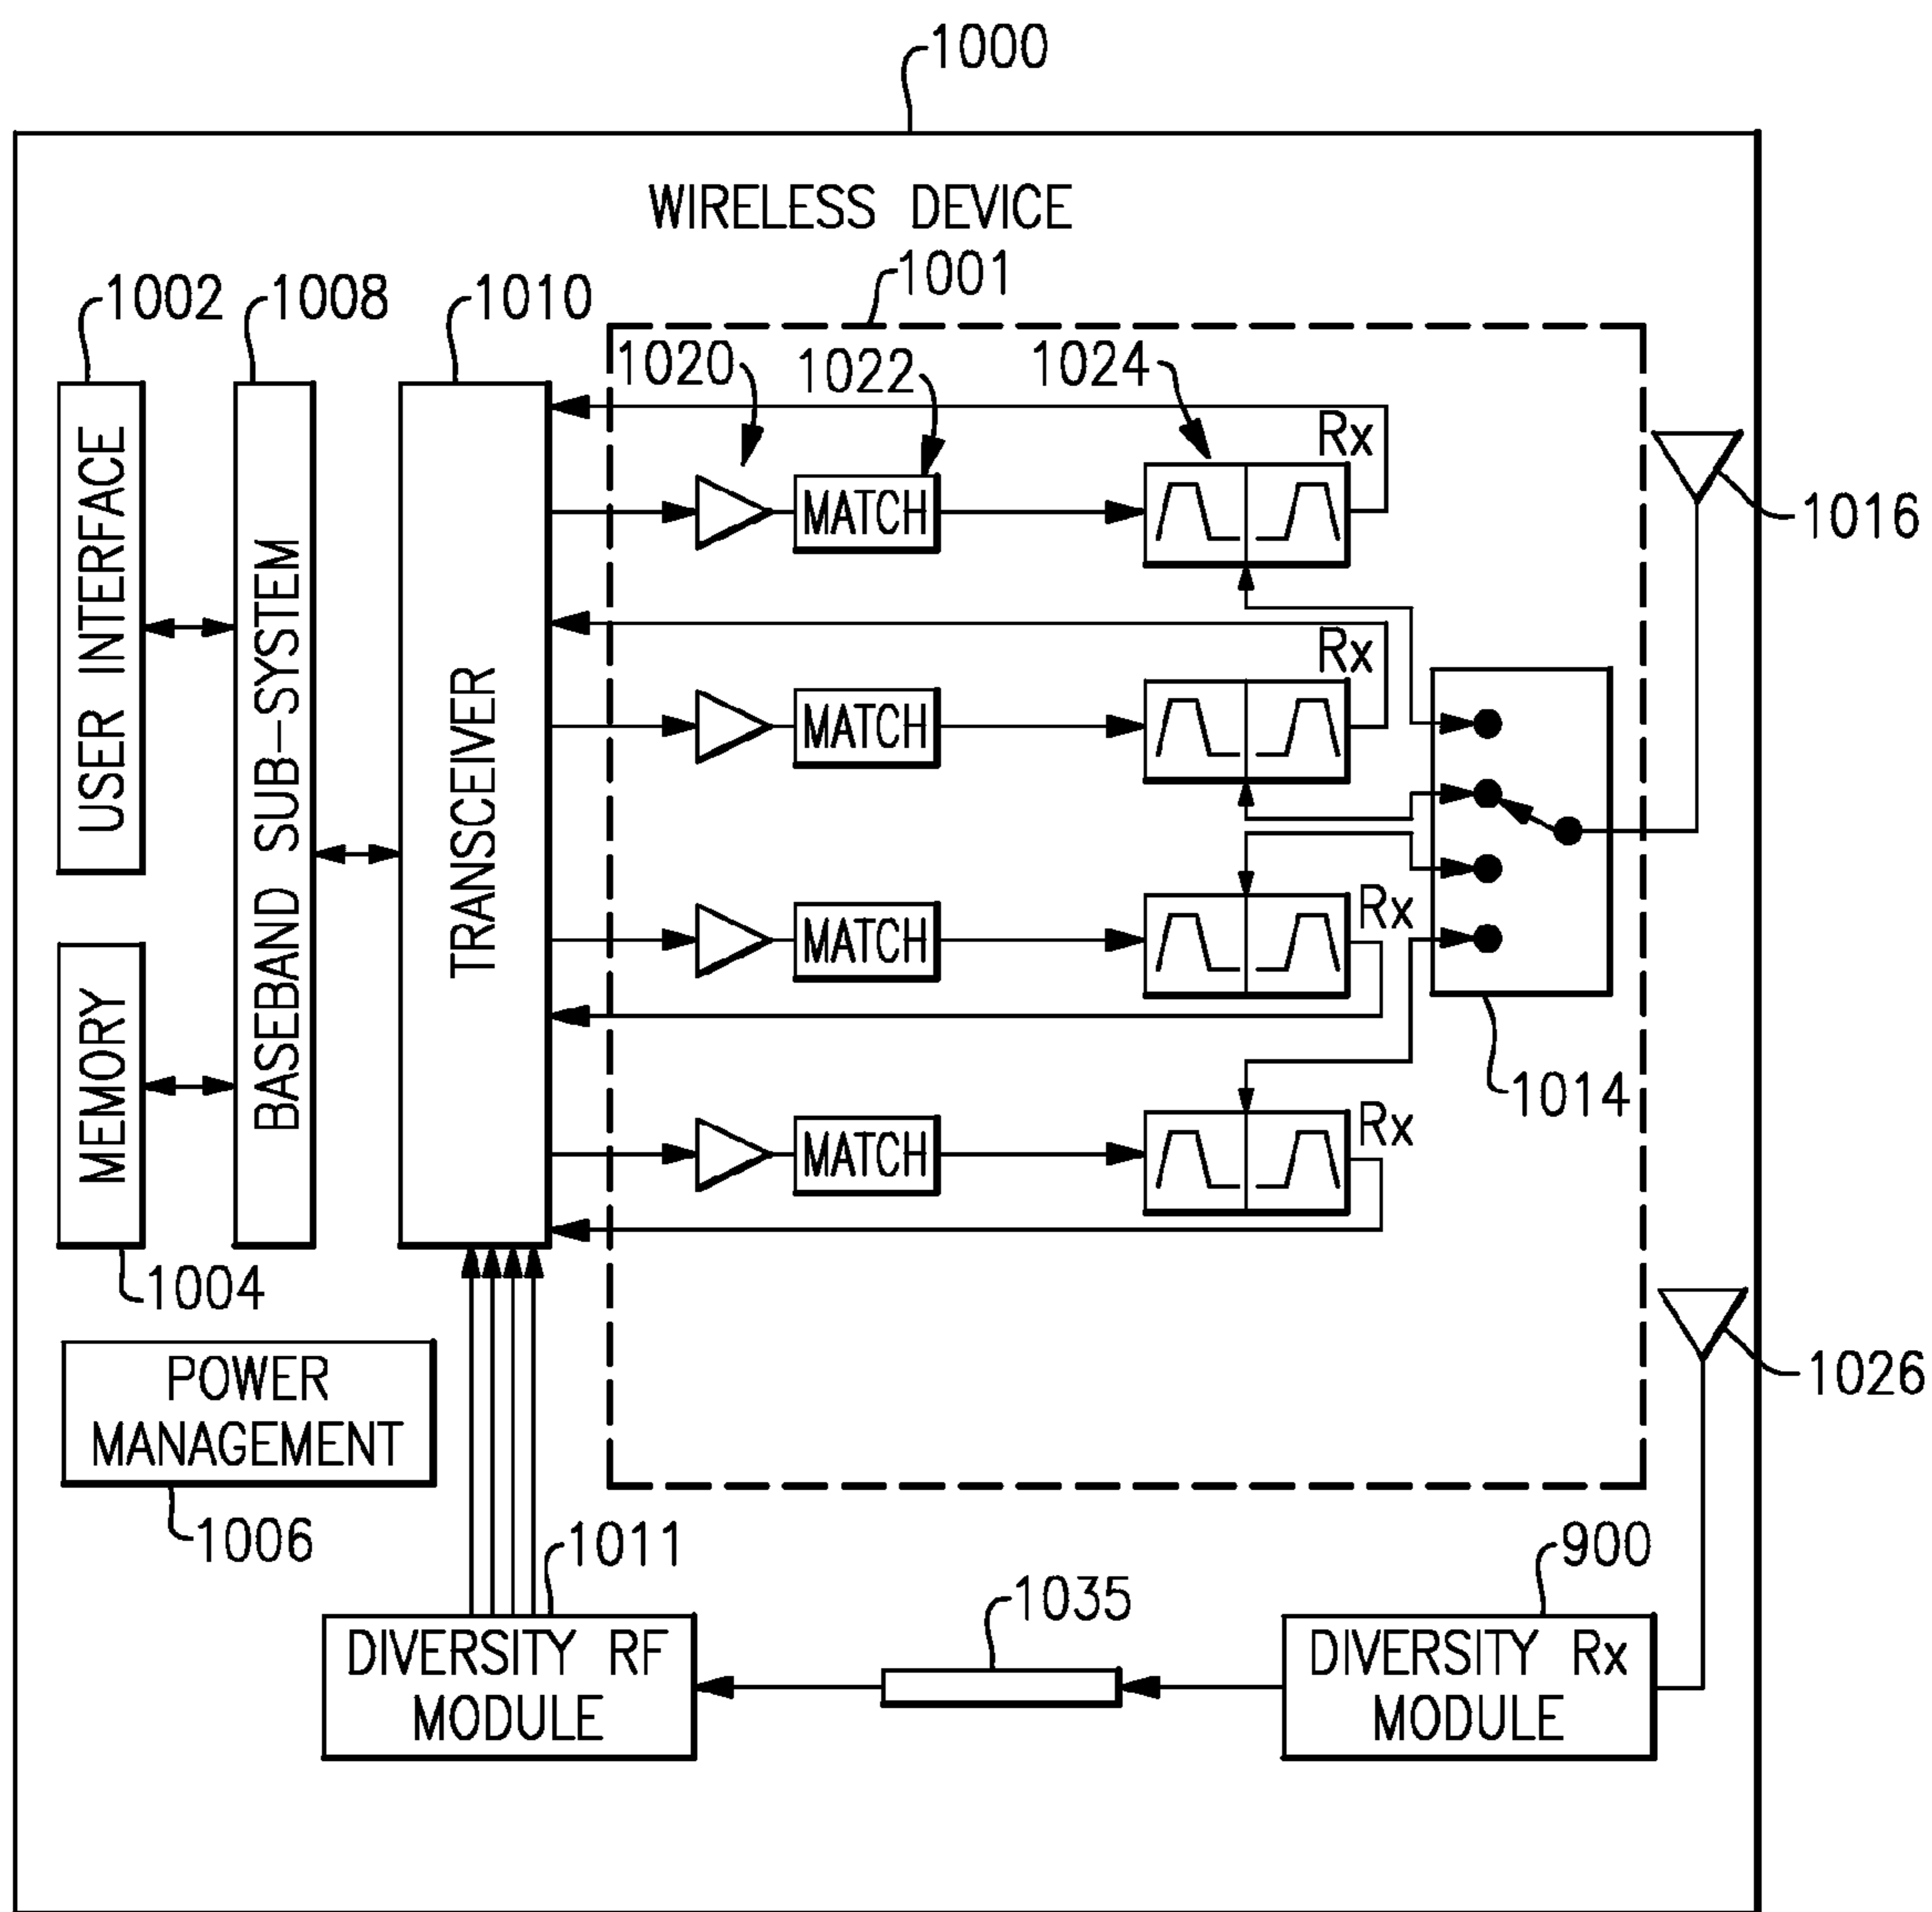 1000
WIRELESS DEVICE
1001
1002
1008
1010
1020
1022
1024
Rx
MATCH
1016
USER INTERFACE
BASEBAND SUB-SYSTEM
TRANSCEIVER
Rx
MATCH
Rx
MATCH
MEMORY
1014
Rx
MATCH
1004
POWER
MANAGEMENT
1026
1006
1011
1035
900
DIVERSITY RF
MODULE
DIVERSITY Rx
MODULE